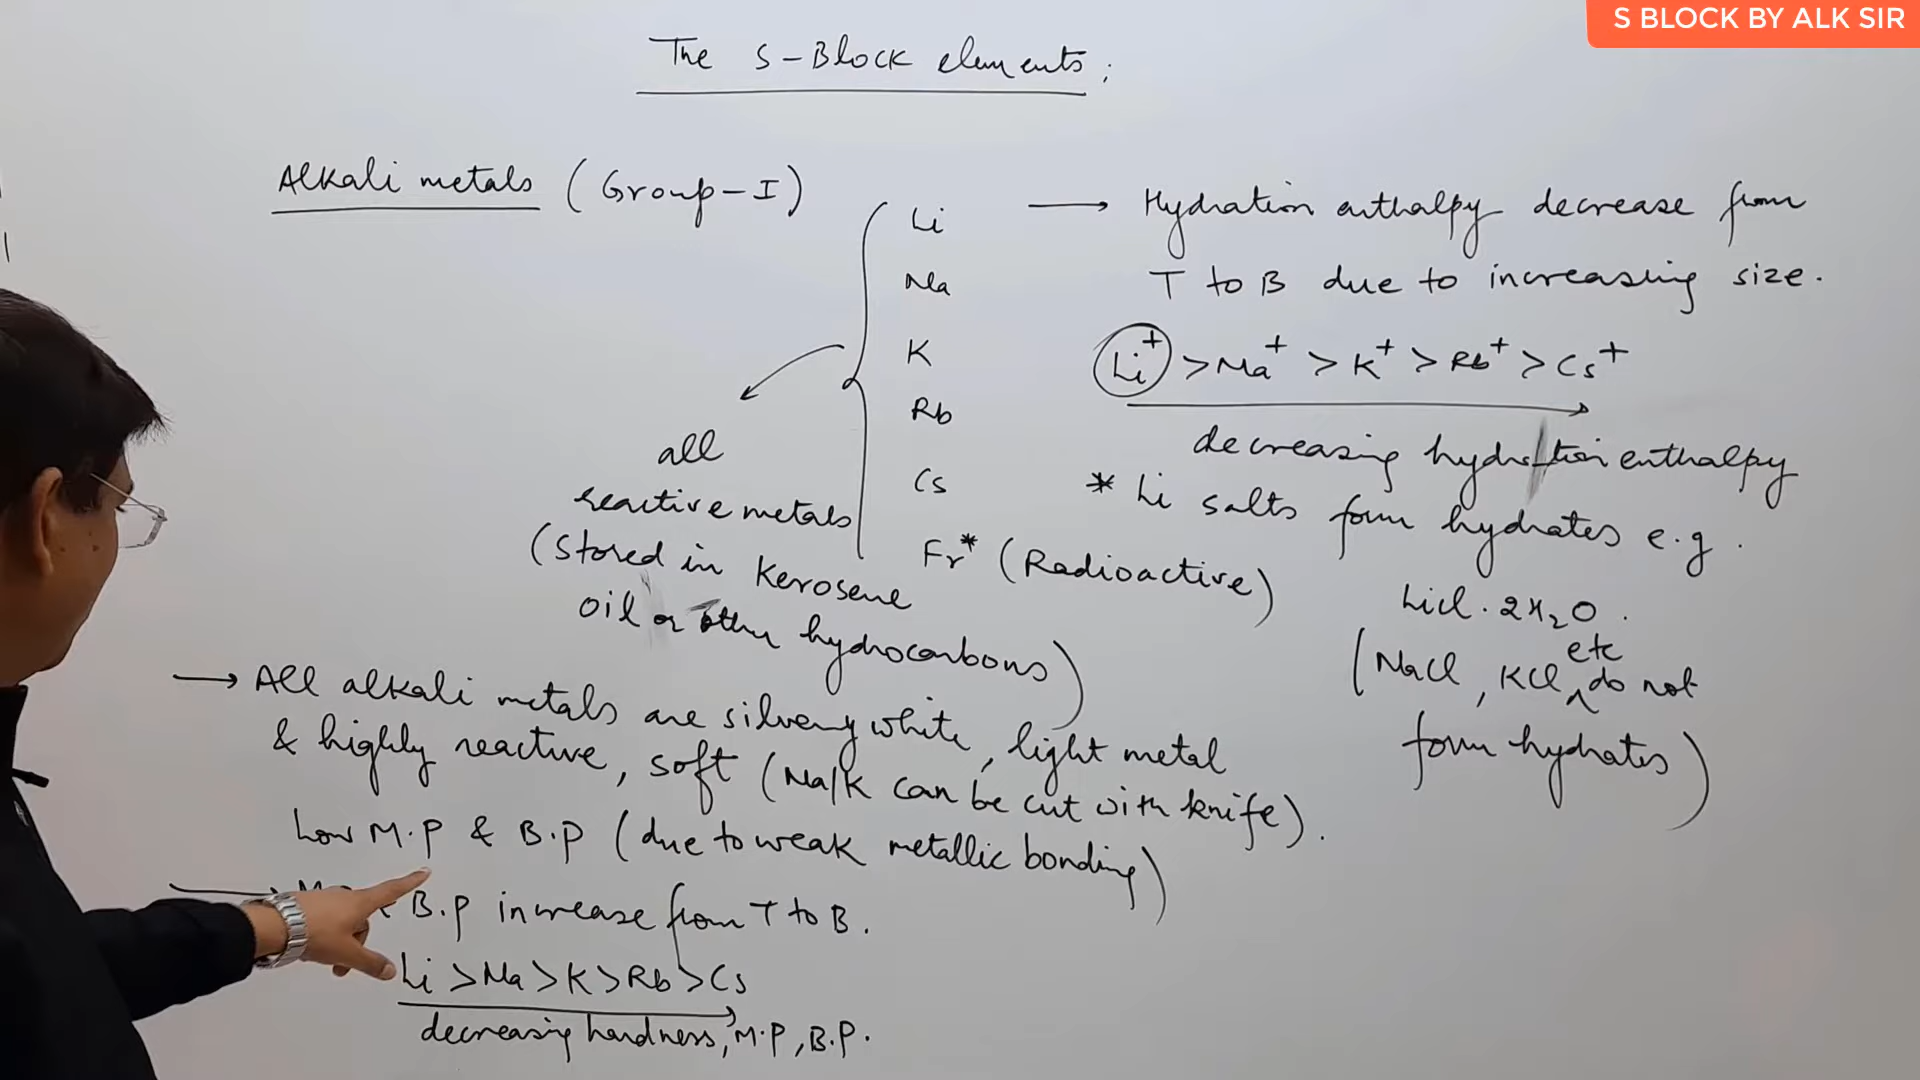 S BLOCK BY ALK SIR
The S-Block elements:
Alkali metals (Group-I)
Li
Na
K
Rb
Cs
Fr* (Radioactive)
all
reactive metals
(Stored in Kerosene
oil or other hydrocarbons)
→ All alkali metals are silvery white, light metal
& highly reactive, soft (Na/K can be cut with knife).
Low M.P & B.P (due to weak metallic bonding)
B.P increase from T to B.
Li > Na > K > Rb > Cs
decreasing hardness, M.P, B.P.
→ Hydration enthalpy decrease from
T to B due to increasing size.
Li⁺ > Na⁺ > K⁺ > Rb⁺ > Cs⁺
decreasing hydration enthalpy
* Li salts form hydrates e.g.
LiCl. 2H₂O.
(NaCl, KCl, etc do not
form hydrates)